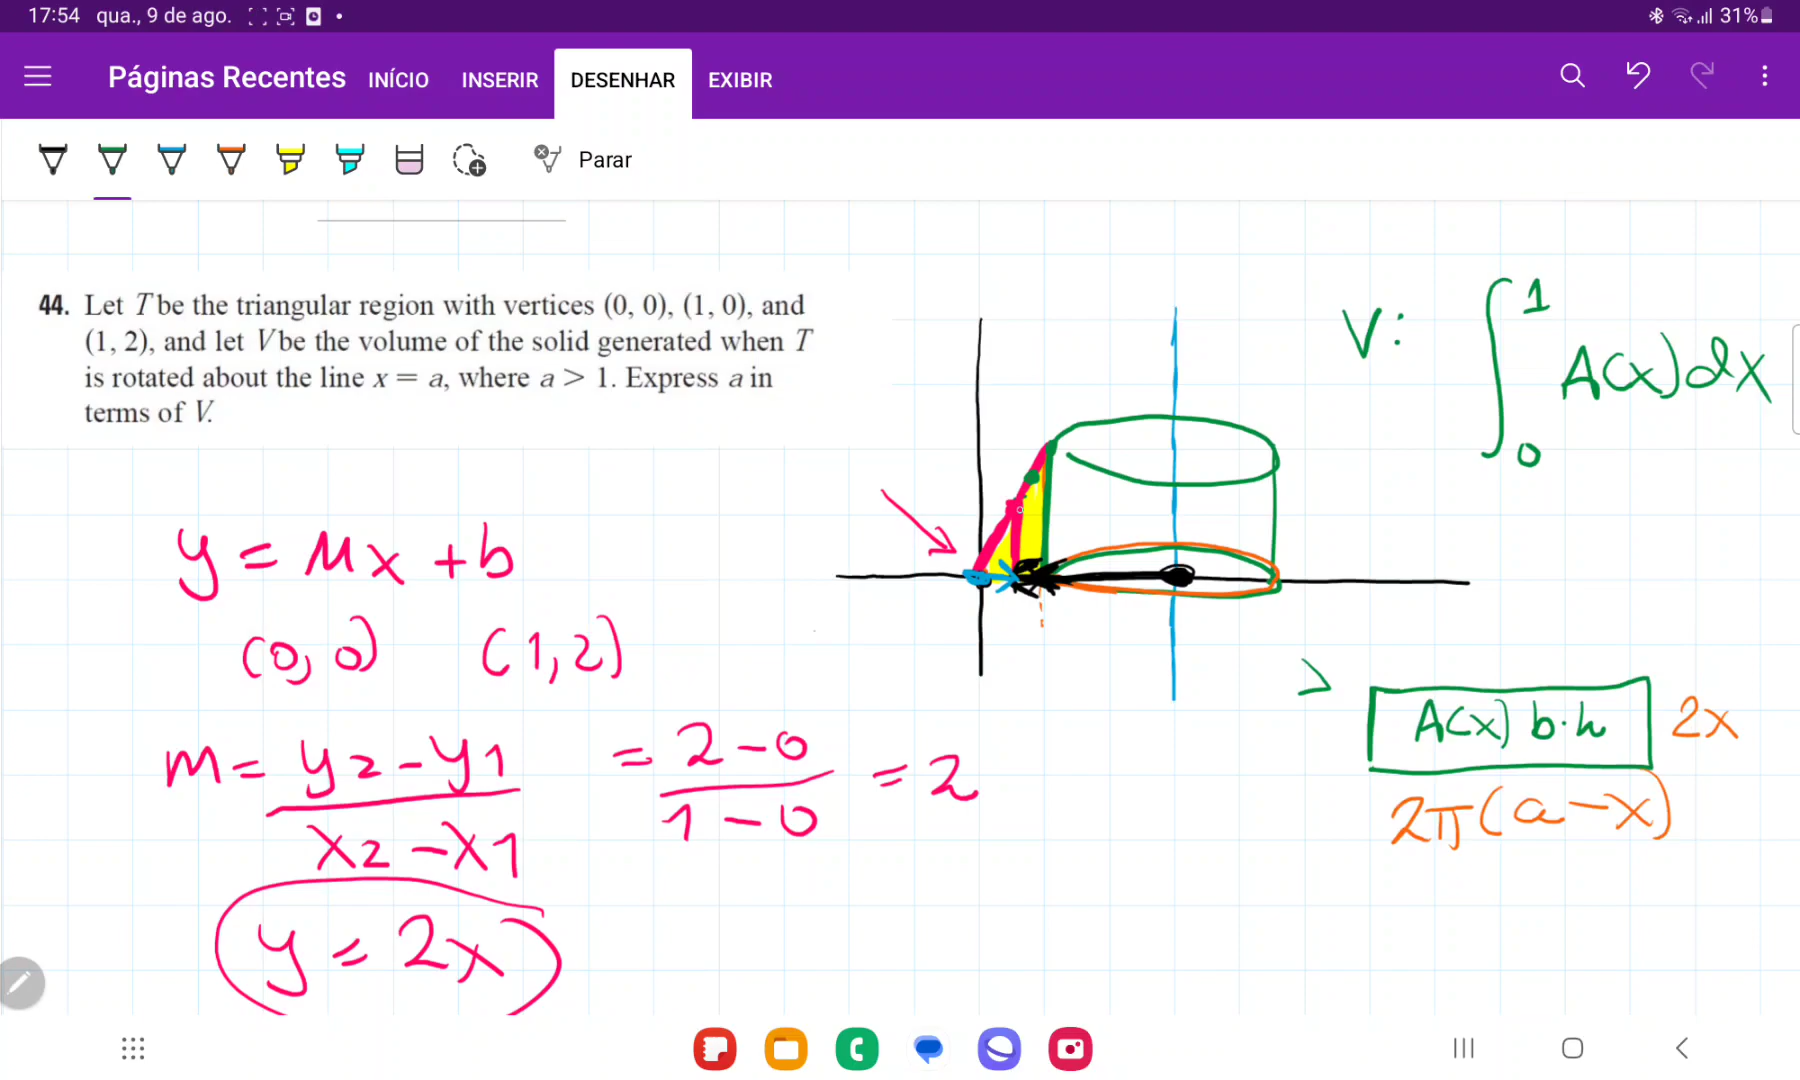 17:54 qua., 9 de ago.
31%
Páginas Recentes INÍCIO INSERIR DESENHAR EXIBIR
Parar
44. Let T be the triangular region with vertices (0, 0), (1, 0), and
(1, 2), and let V be the volume of the solid generated when T
is rotated about the line x = a, where a > 1. Express a in
terms of V.
V: ∫₀¹ A(x)dx
y = Mx + b
(0, 0) (1, 2)
m = y2 - y1 / x2 - x1 = 2 - 0 / 1 - 0 = 2
y = 2x
>
A(x) b·h 2x
2π(a-x)